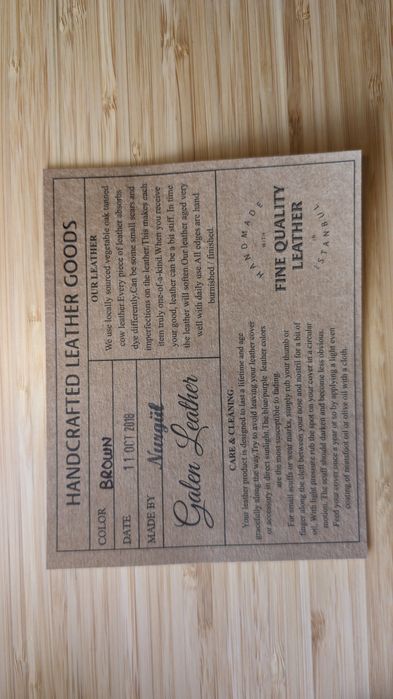 HANDCRAFTED LEATHER GOODS
COLOR BROWN
DATE 11 OCT 2018
MADE BY Nurgül
Galen Leather
OUR LEATHER
We use locally sourced vegetable oak tanned
cow leather.Every piece of leather absorbs
dye differently.Can be some small scars and
imperfections on the leather.This makes each
item truly one-of-a-kind.When you receive
your good, leather can be a bit stiff. In time
the leather will soften.Our leather aged very
well with daily use.All edges are hand
burnished / finished.
CARE & CLEANING
Your leather product is designed to last a lifetime and age
gracefully along the way.Try to avoid leaving your leather cover
or accessory in direct sunlight.The blue/purple leather colors
are the most susceptible to fading.
For small scuffs or wear marks, simply rub your thumb or
finger along the cleft between your nose and nostril for a bit of
oil. With light pressure rub the spot on your cover in a circular
motion. The scuff should darken and become less obvious.
Feed your cover once a year or so by applying a light even
coating of neatsfoot oil or olive oil with a cloth.
HANDMADE
WITH
FINE QUALITY
LEATHER
IN
ISTANBUL